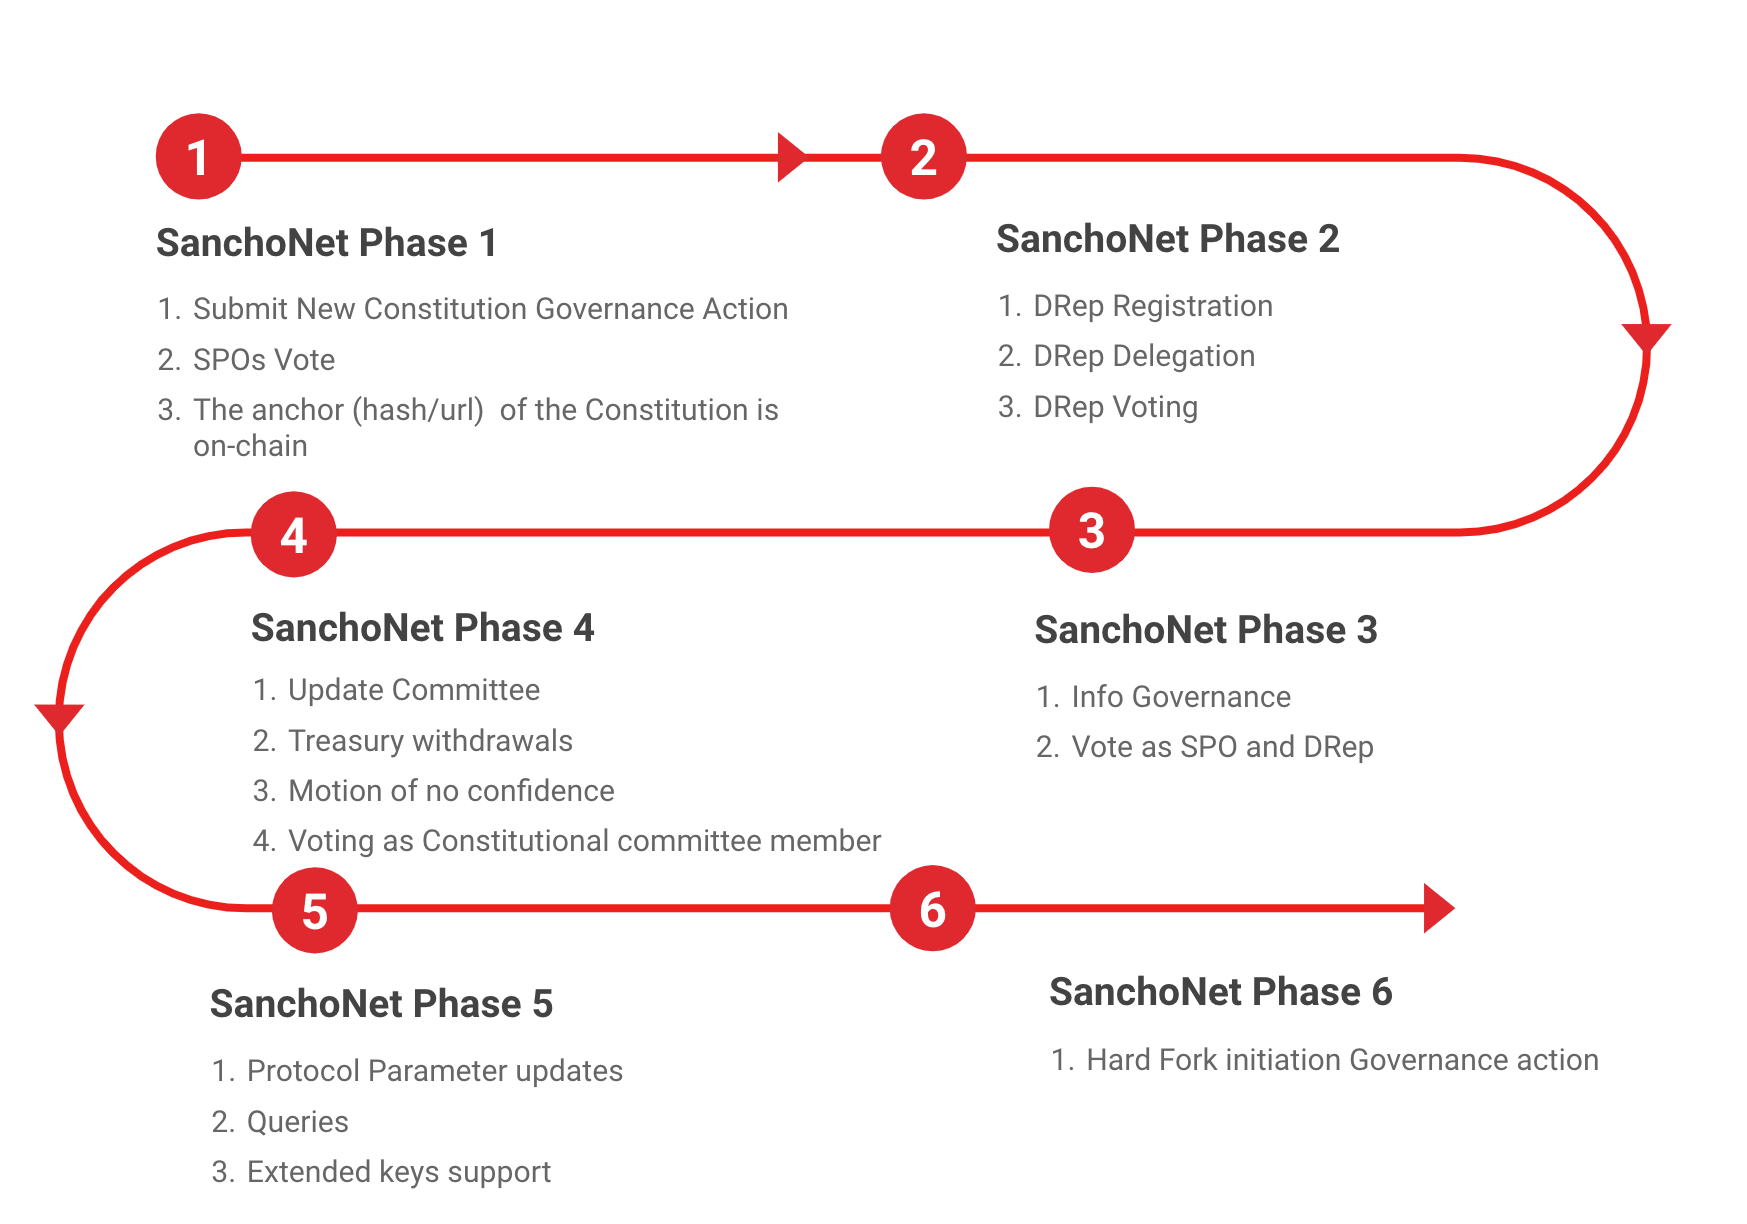 1
2
SanchoNet Phase 1
1. Submit New Constitution Governance Action
2. SPOs Vote
3. The anchor (hash/url)  of the Constitution is
on-chain
SanchoNet Phase 2
1. DRep Registration
2. DRep Delegation
3. DRep Voting
3
SanchoNet Phase 3
1. Info Governance
2. Vote as SPO and DRep
4
SanchoNet Phase 4
1. Update Committee
2. Treasury withdrawals
3. Motion of no confidence
4. Voting as Constitutional committee member
5
SanchoNet Phase 5
1. Protocol Parameter updates
2. Queries
3. Extended keys support
6
SanchoNet Phase 6
1. Hard Fork initiation Governance action